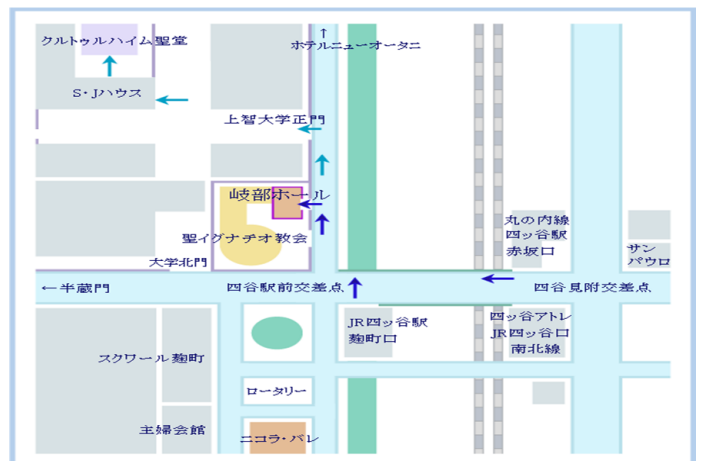 クルトゥルハイム聖堂
↑
ホテルニューオータニ
S・Jハウス
上智大学正門
岐部ホール
聖イグナチオ教会
大学北門
丸の内線
四ッ谷駅
赤坂口
サン
パウロ
←半蔵門
四谷駅前交差点
四谷見附交差点
JR四ッ谷駅
麹町口
四ッ谷アトレ
JR四ッ谷口
南北線
スクワール麹町
ロータリー
主婦会館
ニコラ・バレ